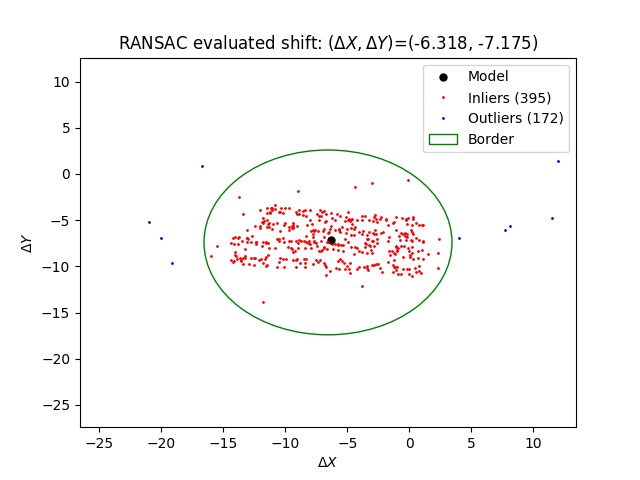 RANSAC evaluated shift: (ΔX, ΔY)=(-6.318, -7.175)
Model
Inliers (395)
Outliers (172)
Border
10
5
0
−5
−10
−15
−20
−25
ΔY
−25 −20 −15 −10 −5 0 5 10
ΔX